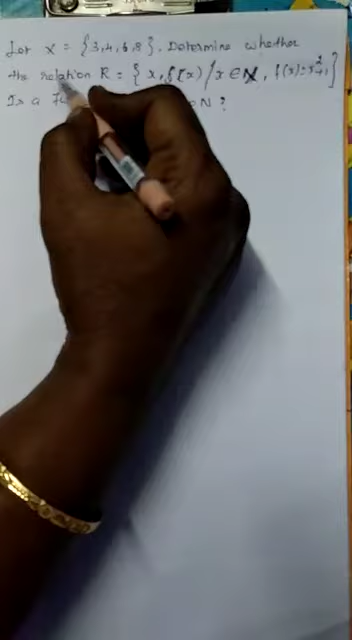 Let x = {3,4,6,8}. Determine whether
the relation R = { x, f(x) / x ∈ X, f(x) = x²+1 }
Is a N ?